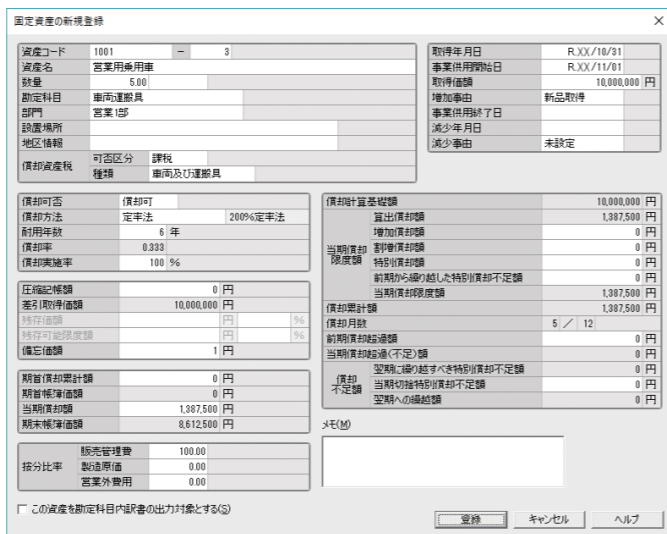 固定資産の新規登録
資産コード 1001 － 3
資産名 営業用乗用車
数量 5.00
勘定科目 車両運搬具
部門 営業1部
設置場所
地区情報
償却資産税 可否区分 課税
種類 車両及び運搬具
取得年月日 R.XX/10/31
事業供用開始日 R.XX/11/01
取得価額 10,000,000 円
増加事由 新品取得
事業供用終了日
減少年月日
減少事由 未設定
償却可否 償却可
償却方法 定率法 200%定率法
耐用年数 6 年
償却率 0.333
償却実施率 100 %
圧縮記帳額 0 円
差引取得価額 10,000,000 円
残存価額 円 %
残存可能限度額 円 %
備忘価額 1 円
期首償却累計額 0 円
期首帳簿価額 0 円
当期償却額 1,387,500 円
期末帳簿価額 8,612,500 円
按分比率 販売管理費 100.00
製造原価 0.00
営業外費用 0.00
償却計算基礎額 10,000,000 円
当期償却限度額 算出償却額 1,387,500 円
増加償却額 0 円
割増償却額 0 円
特別償却額 0 円
前期から繰り越した特別償却不足額 0 円
当期償却限度額 1,387,500 円
償却累計額 1,387,500 円
償却月数 5 ／ 12
前期償却超過額 0 円
当期償却超過(不足)額 0 円
償却不足額 翌期に繰り越すべき特別償却不足額 0 円
当期切捨特別償却不足額 0 円
翌期への繰越額 0 円
メモ(M)
この資産を勘定科目内訳書の出力対象とする(S)
登録 キャンセル ヘルプ